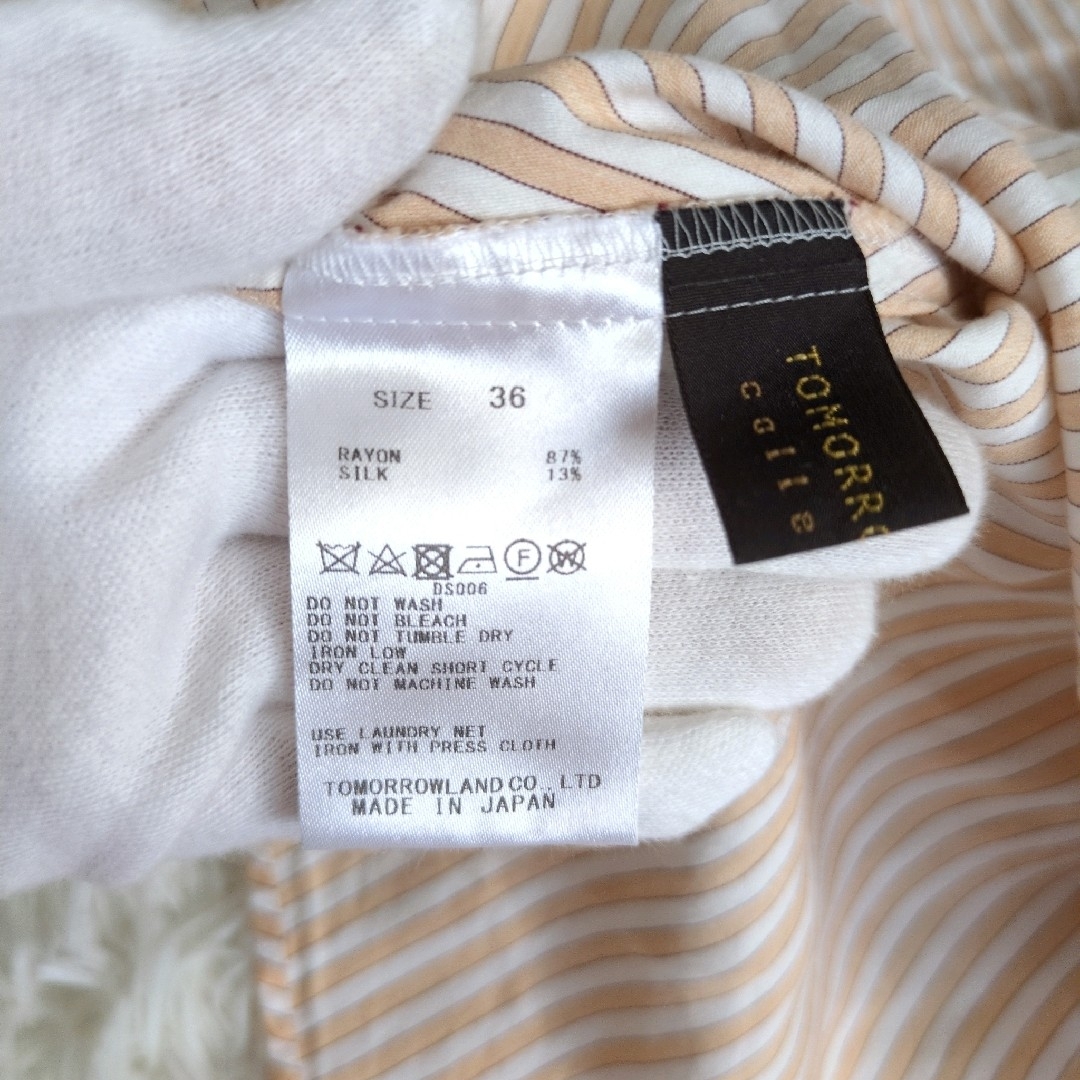 SIZE 36
RAYON 87%
SILK 13%
F W
DS006
DO NOT WASH
DO NOT BLEACH
DO NOT TUMBLE DRY
IRON LOW
DRY CLEAN SHORT CYCLE
DO NOT MACHINE WASH
USE LAUNDRY NET
IRON WITH PRESS CLOTH
TOMORROWLAND CO., LTD
MADE IN JAPAN
TOMORRO
colle